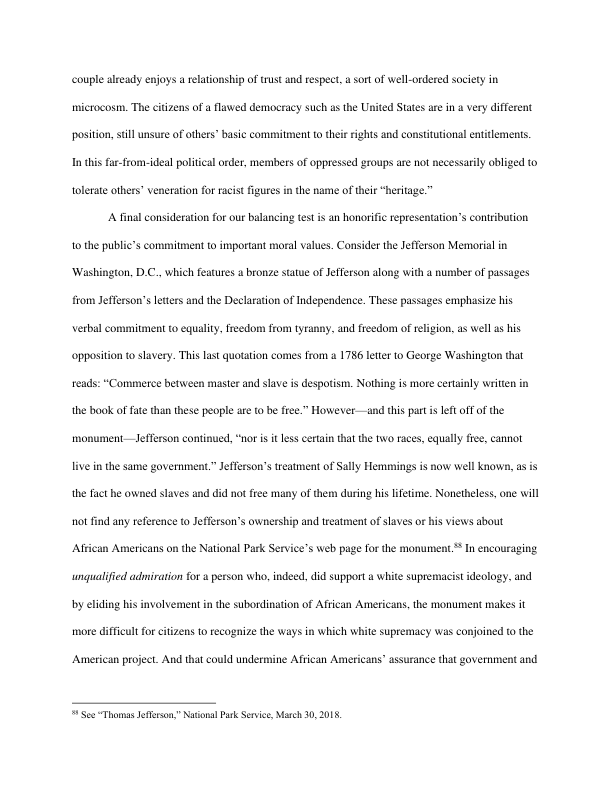 couple already enjoys a relationship of trust and respect, a sort of well-ordered society in
microcosm. The citizens of a flawed democracy such as the United States are in a very different
position, still unsure of others’ basic commitment to their rights and constitutional entitlements.
In this far-from-ideal political order, members of oppressed groups are not necessarily obliged to
tolerate others’ veneration for racist figures in the name of their “heritage.”
A final consideration for our balancing test is an honorific representation’s contribution
to the public’s commitment to important moral values. Consider the Jefferson Memorial in
Washington, D.C., which features a bronze statue of Jefferson along with a number of passages
from Jefferson’s letters and the Declaration of Independence. These passages emphasize his
verbal commitment to equality, freedom from tyranny, and freedom of religion, as well as his
opposition to slavery. This last quotation comes from a 1786 letter to George Washington that
reads: “Commerce between master and slave is despotism. Nothing is more certainly written in
the book of fate than these people are to be free.” However—and this part is left off of the
monument—Jefferson continued, “nor is it less certain that the two races, equally free, cannot
live in the same government.” Jefferson’s treatment of Sally Hemmings is now well known, as is
the fact he owned slaves and did not free many of them during his lifetime. Nonetheless, one will
not find any reference to Jefferson’s ownership and treatment of slaves or his views about
African Americans on the National Park Service’s web page for the monument.88 In encouraging
unqualified admiration for a person who, indeed, did support a white supremacist ideology, and
by eliding his involvement in the subordination of African Americans, the monument makes it
more difficult for citizens to recognize the ways in which white supremacy was conjoined to the
American project. And that could undermine African Americans’ assurance that government and
88 See “Thomas Jefferson,” National Park Service, March 30, 2018.